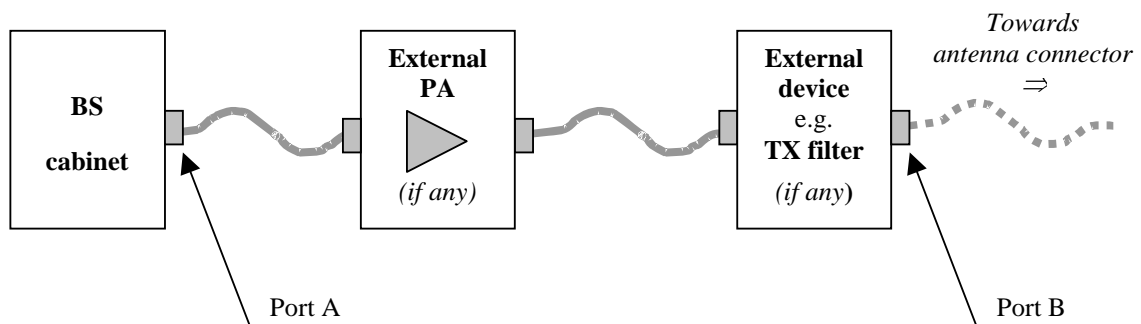 BS
cabinet
External
PA
(if any)
External
device
e.g.
TX filter
(if any)
Towards
antenna connector
⇒
Port A
Port B